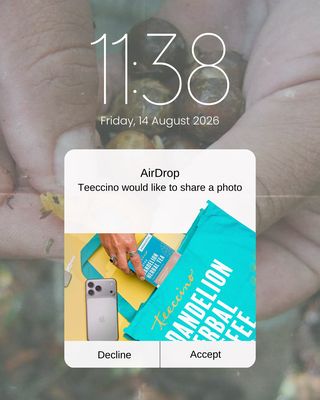 11:38
Friday, 14 August 2026
AirDrop
Teeccino would like to share a photo
DANDELION
HERBAL TEA
teeccino
DANDELION
HERBAL
Decline
Accept